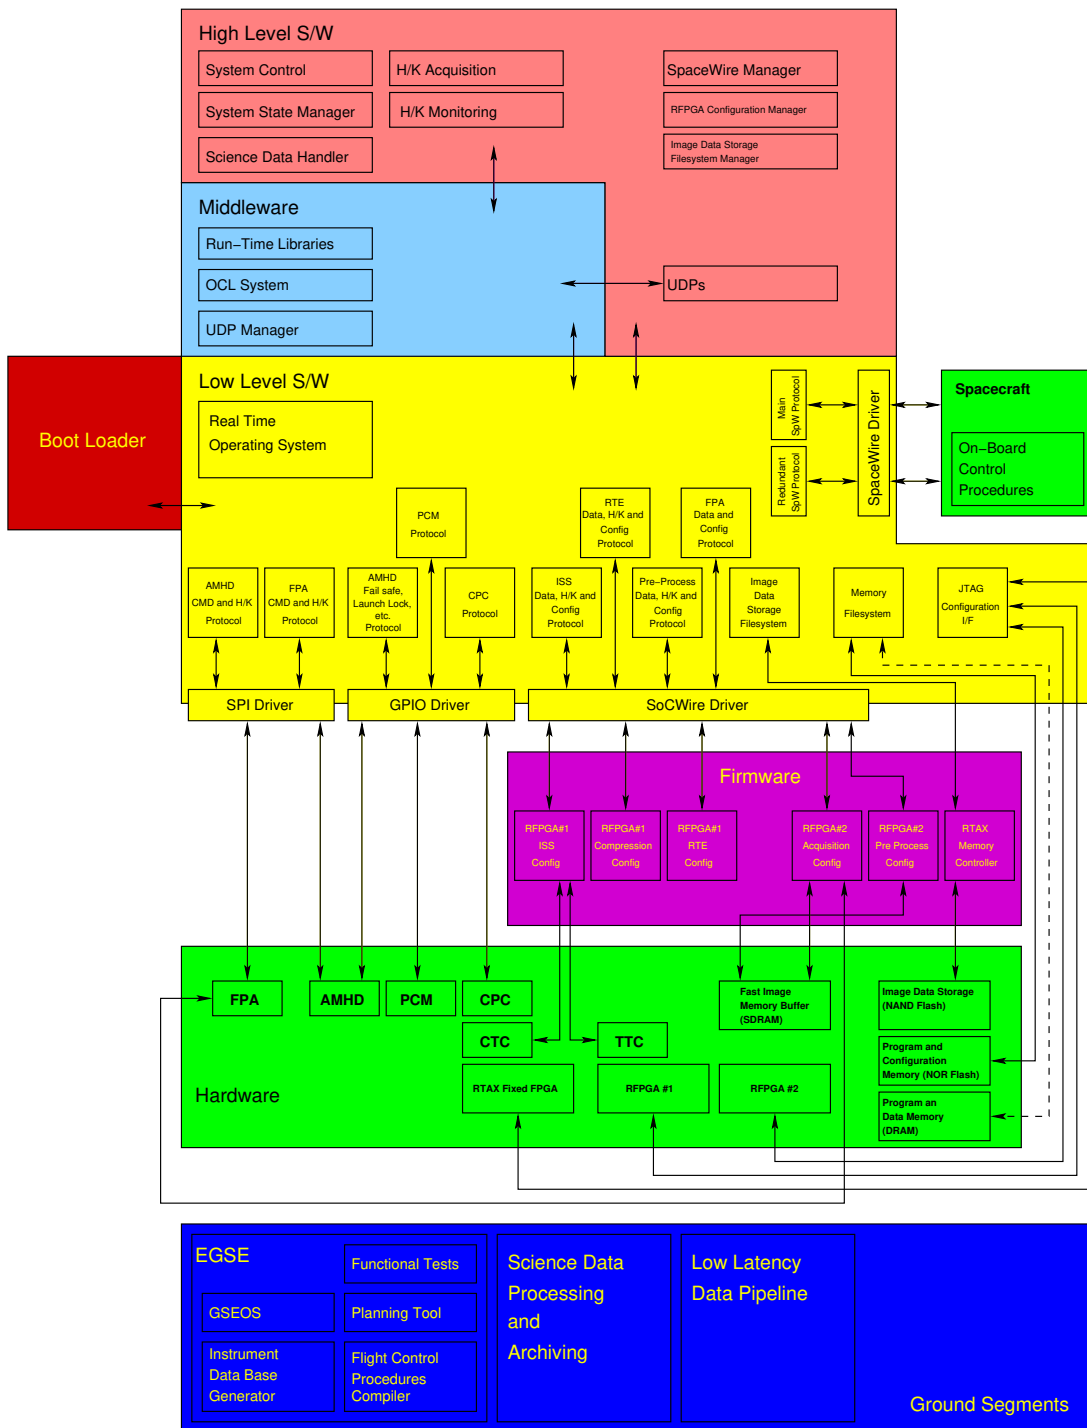 High Level S/W
System Control
H/K Acquisition
SpaceWire Manager
System State Manager
H/K Monitoring
RFPGA Configuration Manager
Science Data Handler
Image Data Storage
Filesystem Manager
Middleware
Run-Time Libraries
OCL System
UDPs
UDP Manager
Boot Loader
Low Level S/W
Real Time
Operating System
Main
SpW Protocol
Redundant
SpW Protocol
SpaceWire Driver
Spacecraft
On-Board
Control
Procedures
PCM
Protocol
RTE
Data, H/K and
Config
Protocol
FPA
Data and
Config
Protocol
AMHD
CMD and H/K
Protocol
FPA
CMD and H/K
Protocol
AMHD
Fail safe,
Launch Lock,
etc.
Protocol
CPC
Protocol
ISS
Data, H/K and
Config
Protocol
Pre-Process
Data, H/K and
Config
Protocol
Image
Data
Storage
Filesystem
Memory
Filesystem
JTAG
Configuration
I/F
SPI Driver
GPIO Driver
SoCWire Driver
Firmware
RFPGA#1
ISS
Config
RFPGA#1
Compression
Config
RFPGA#1
RTE
Config
RFPGA#2
Acquisition
Config
RFPGA#2
Pre Process
Config
RTAX
Memory
Controller
FPA
AMHD
PCM
CPC
Fast Image
Memory Buffer
(SDRAM)
Image Data Storage
(NAND Flash)
CTC
TTC
Program and
Configuration
Memory (NOR Flash)
Hardware
RTAX Fixed FPGA
RFPGA #1
RFPGA #2
Program an
Data Memory
(DRAM)
EGSE
Functional Tests
GSEOS
Planning Tool
Instrument
Data Base
Generator
Flight Control
Procedures
Compiler
Science Data
Processing
and
Archiving
Low Latency
Data Pipeline
Ground Segments